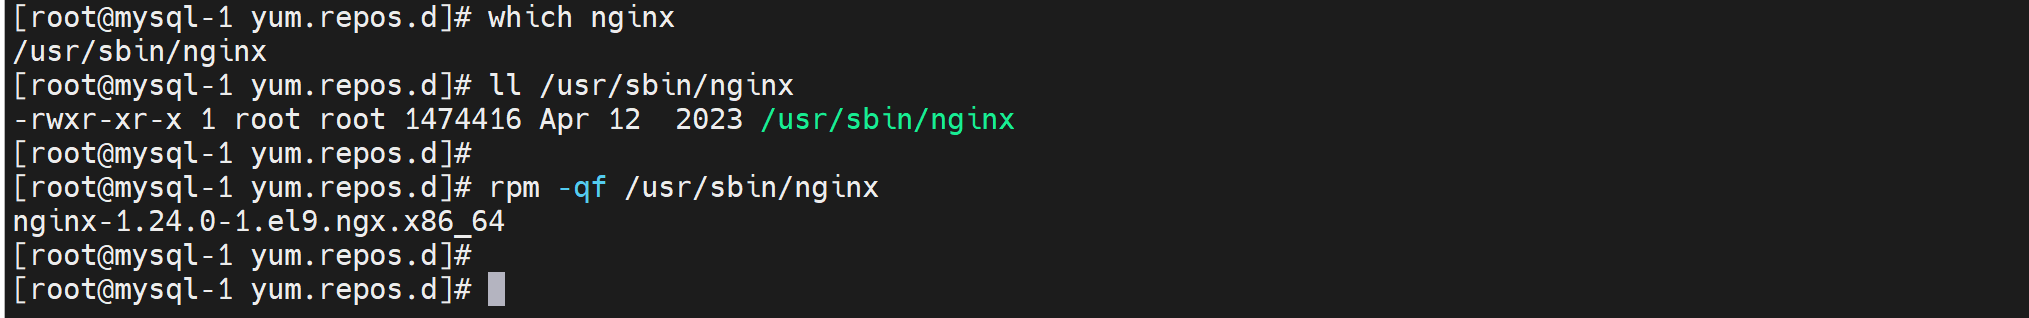 [root@mysql-1 yum.repos.d]# which nginx
/usr/sbin/nginx
[root@mysql-1 yum.repos.d]# ll /usr/sbin/nginx
-rwxr-xr-x 1 root root 1474416 Apr 12  2023 /usr/sbin/nginx
[root@mysql-1 yum.repos.d]#
[root@mysql-1 yum.repos.d]# rpm -qf /usr/sbin/nginx
nginx-1.24.0-1.el9.ngx.x86_64
[root@mysql-1 yum.repos.d]#
[root@mysql-1 yum.repos.d]#